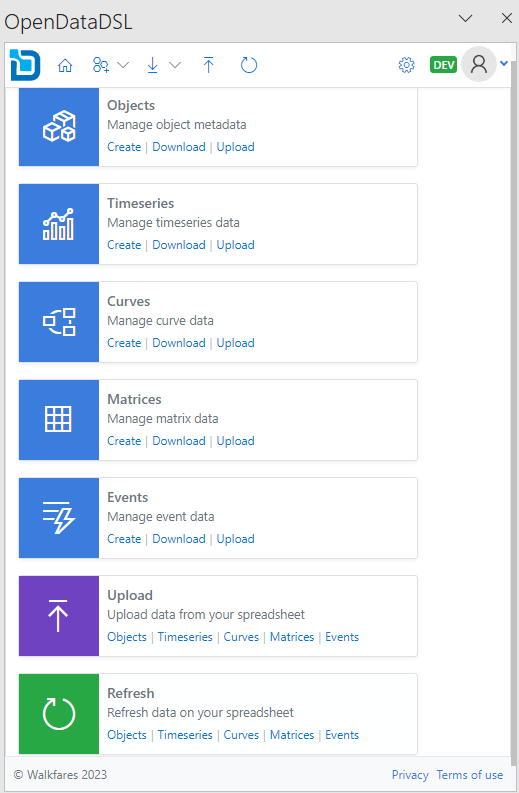 OpenDataDSL
DEV
Objects
Manage object metadata
Create | Download | Upload
Timeseries
Manage timeseries data
Create | Download | Upload
Curves
Manage curve data
Create | Download | Upload
Matrices
Manage matrix data
Create | Download | Upload
Events
Manage event data
Create | Download | Upload
Upload
Upload data from your spreadsheet
Objects | Timeseries | Curves | Matrices | Events
Refresh
Refresh data on your spreadsheet
Objects | Timeseries | Curves | Matrices | Events
© Walkfares 2023 Privacy Terms of use